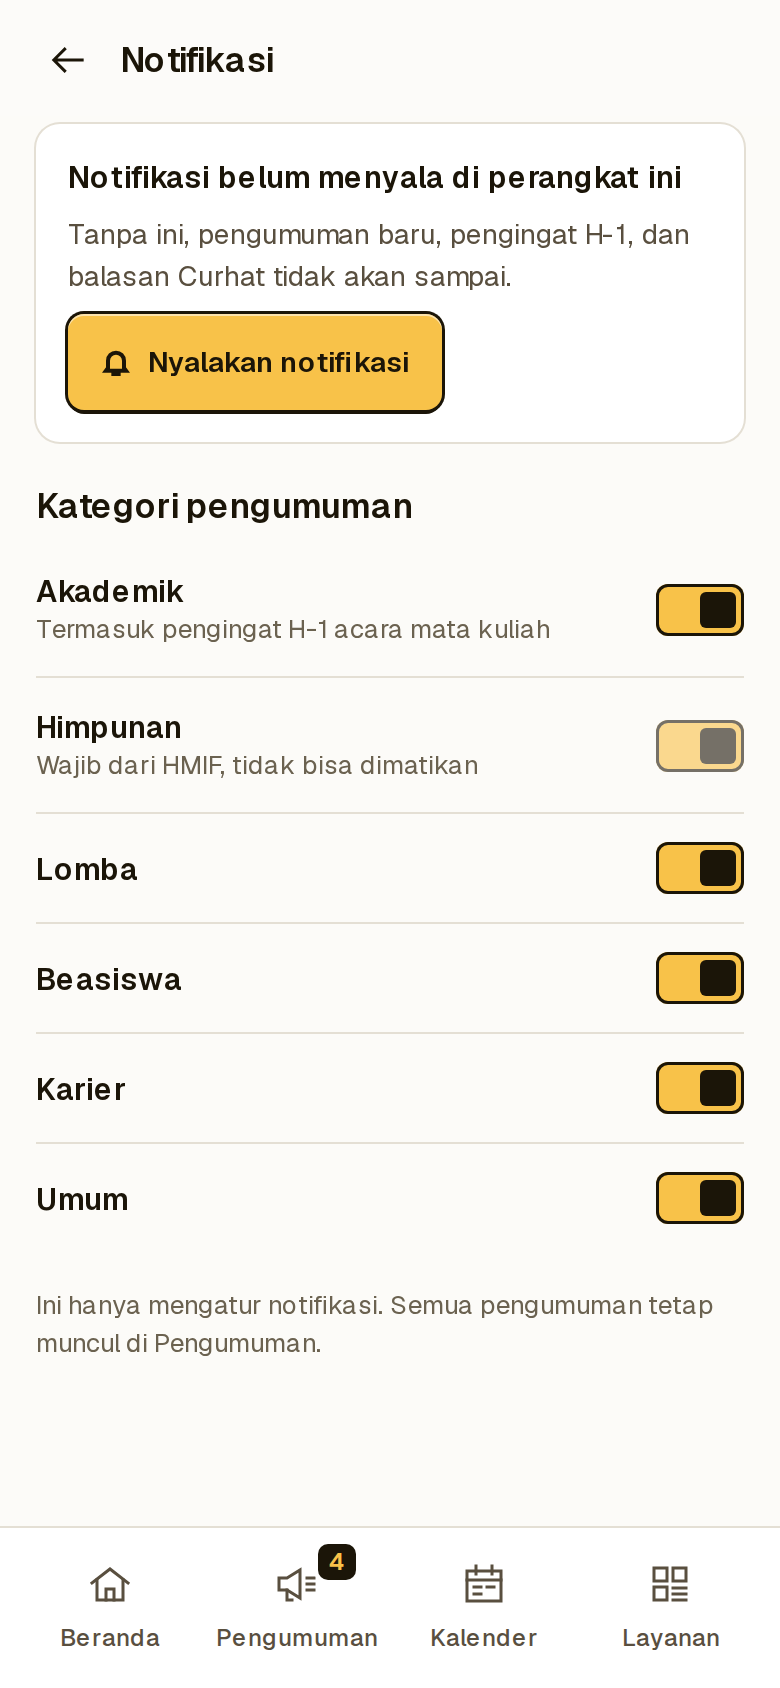 Notifikasi
Notifikasi belum menyala di perangkat ini
Tanpa ini, pengumuman baru, pengingat H-1, dan
balasan Curhat tidak akan sampai.
Nyalakan notifikasi
Kategori pengumuman
Akademik
Termasuk pengingat H-1 acara mata kuliah
Himpunan
Wajib dari HMIF, tidak bisa dimatikan
Lomba
Beasiswa
Karier
Umum
Ini hanya mengatur notifikasi. Semua pengumuman tetap
muncul di Pengumuman.
4
Beranda
Pengumuman
Kalender
Layanan